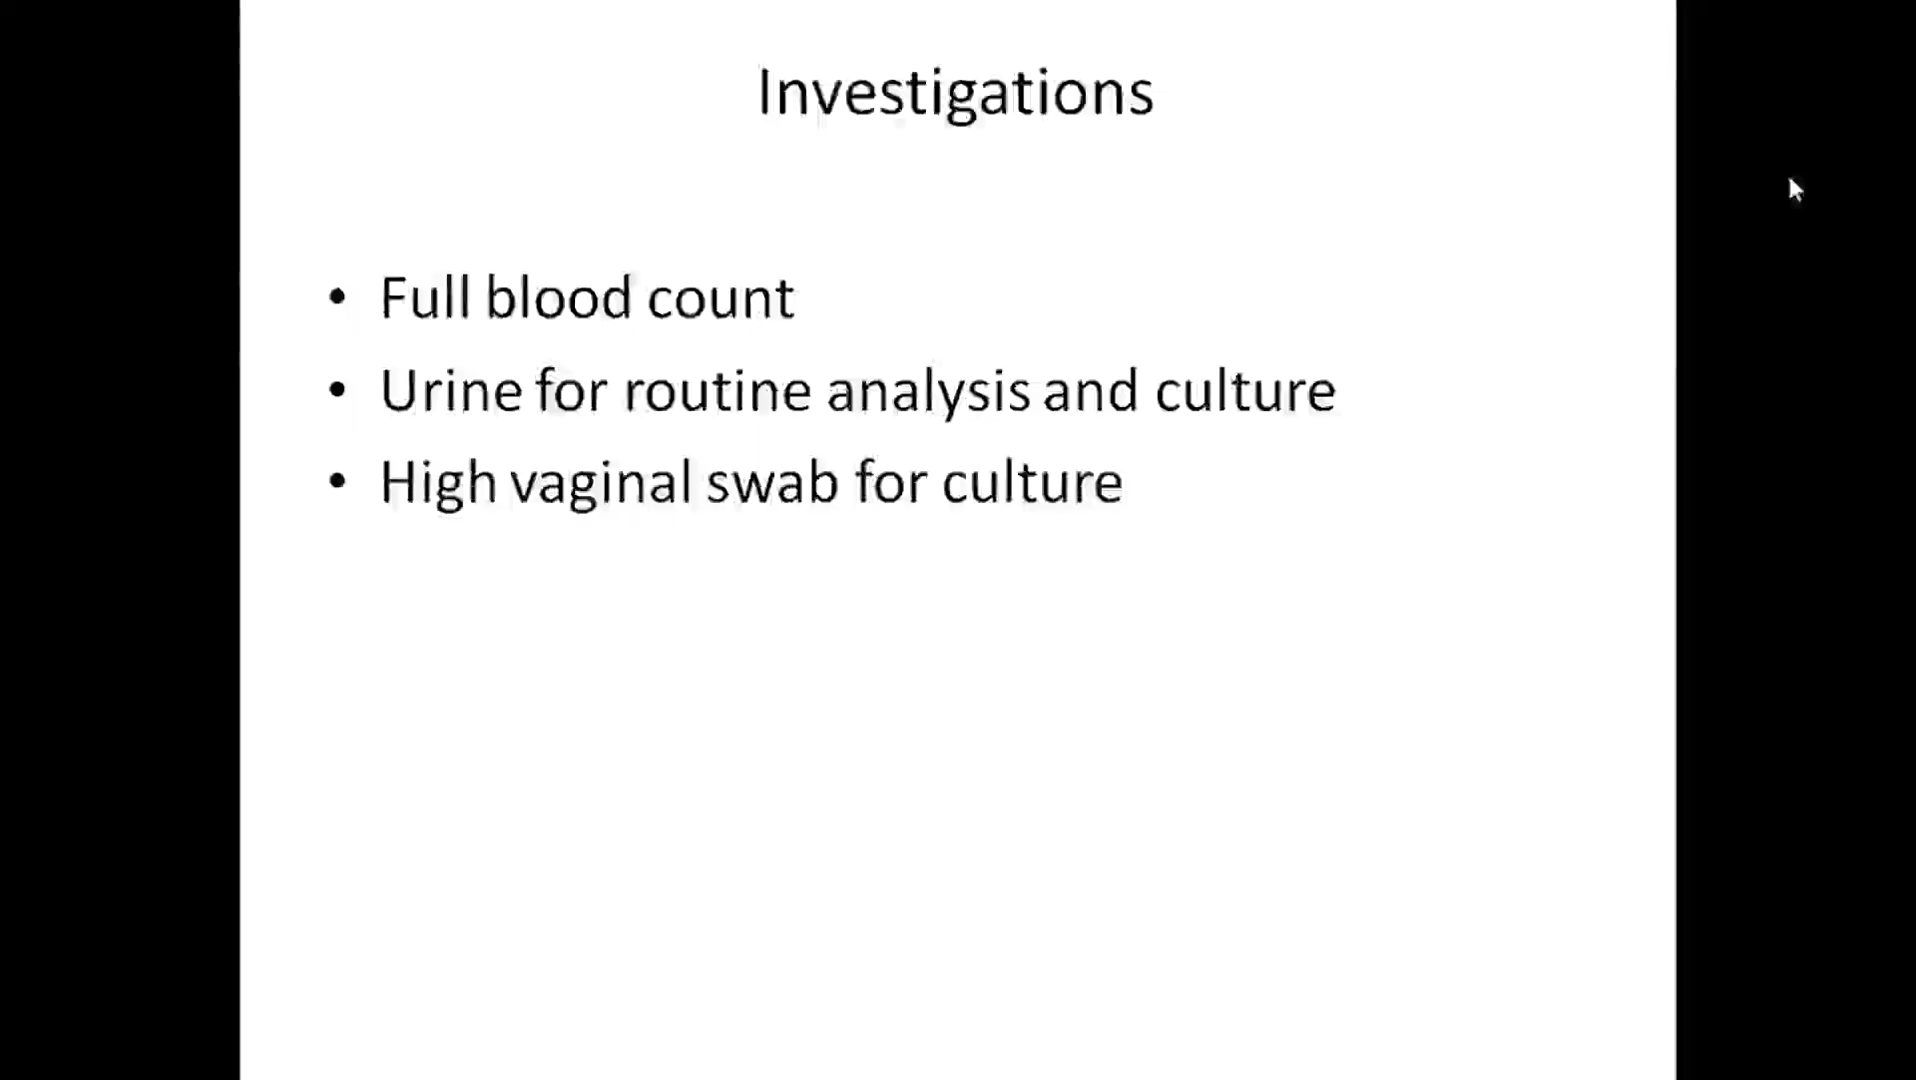 Investigations
• Full blood count
• Urine for routine analysis and culture
• High vaginal swab for culture